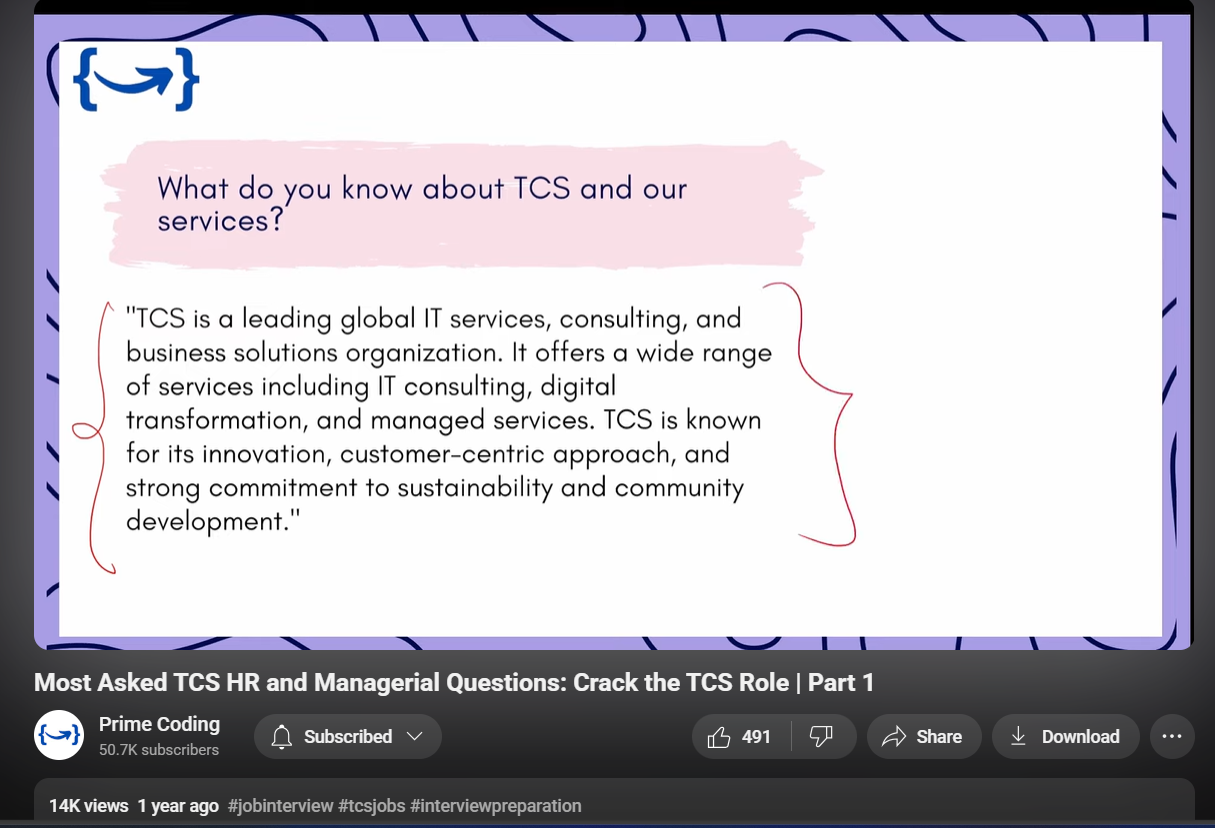 What do you know about TCS and our
services?
"TCS is a leading global IT services, consulting, and
business solutions organization. It offers a wide range
of services including IT consulting, digital
transformation, and managed services. TCS is known
for its innovation, customer-centric approach, and
strong commitment to sustainability and community
development."
Most Asked TCS HR and Managerial Questions: Crack the TCS Role | Part 1
Prime Coding
50.7K subscribers
Subscribed
491
Share
Download
14K views 1 year ago #jobinterview #tcsjobs #interviewpreparation